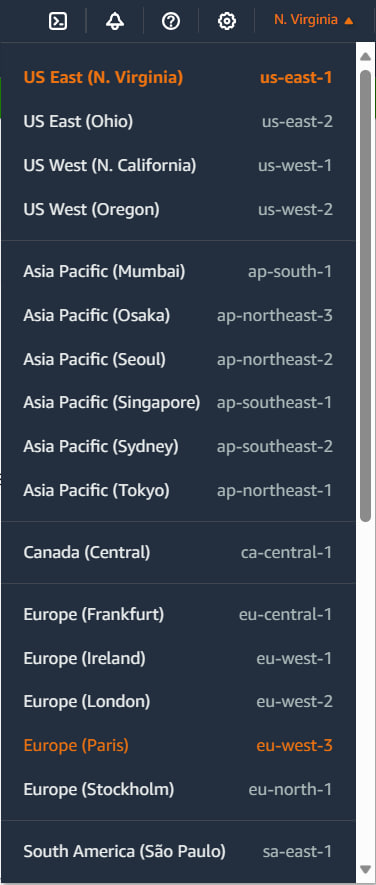 N. Virginia ▲
US East (N. Virginia) us-east-1
US East (Ohio) us-east-2
US West (N. California) us-west-1
US West (Oregon) us-west-2
Asia Pacific (Mumbai) ap-south-1
Asia Pacific (Osaka) ap-northeast-3
Asia Pacific (Seoul) ap-northeast-2
Asia Pacific (Singapore) ap-southeast-1
Asia Pacific (Sydney) ap-southeast-2
Asia Pacific (Tokyo) ap-northeast-1
Canada (Central) ca-central-1
Europe (Frankfurt) eu-central-1
Europe (Ireland) eu-west-1
Europe (London) eu-west-2
Europe (Paris) eu-west-3
Europe (Stockholm) eu-north-1
South America (São Paulo) sa-east-1